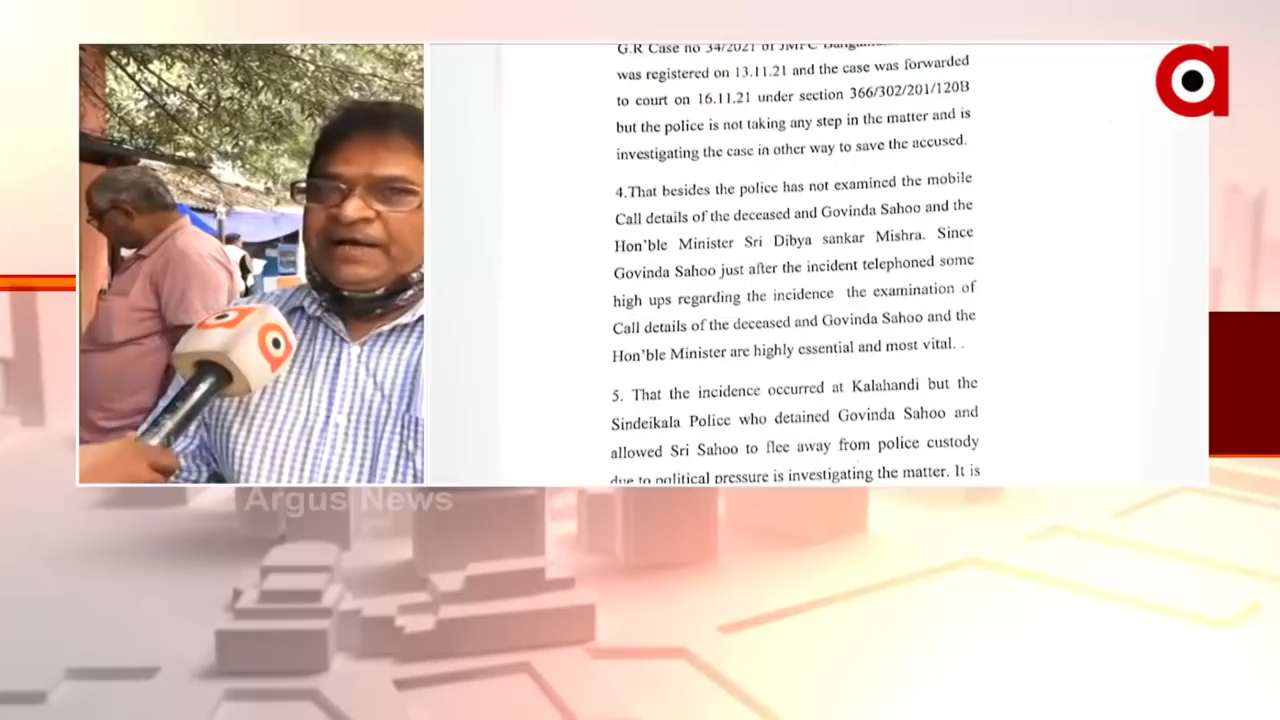 G.R Case no 34/2021 of JMFC
was registered on 13.11.21 and the case was forwarded
to court on 16.11.21 under section 366/302/201/120B
but the police is not taking any step in the matter and is
investigating the case in other way to save the accused.
4.That besides the police has not examined the mobile
Call details of the deceased and Govinda Sahoo and the
Hon'ble Minister Sri Dibya sankar Mishra. Since
Govinda Sahoo just after the incident telephoned some
high ups regarding the incidence the examination of
Call details of the deceased and Govinda Sahoo and the
Hon'ble Minister are highly essential and most vital. .
5. That the incidence occurred at Kalahandi but the
Sindeikala Police who detained Govinda Sahoo and
allowed Sri Sahoo to flee away from police custody
due to political pressure is investigating the matter. It is
Argus News